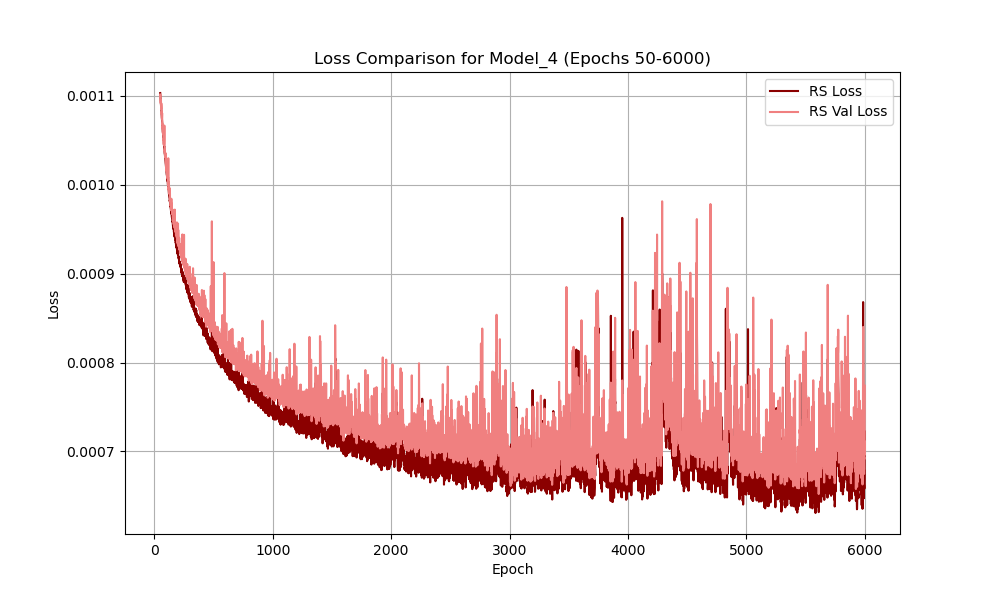 Loss Comparison for Model_4 (Epochs 50-6000)
RS Loss
RS Val Loss
0.0011
0.0010
0.0009
0.0008
0.0007
Loss
0 1000 2000 3000 4000 5000 6000
Epoch